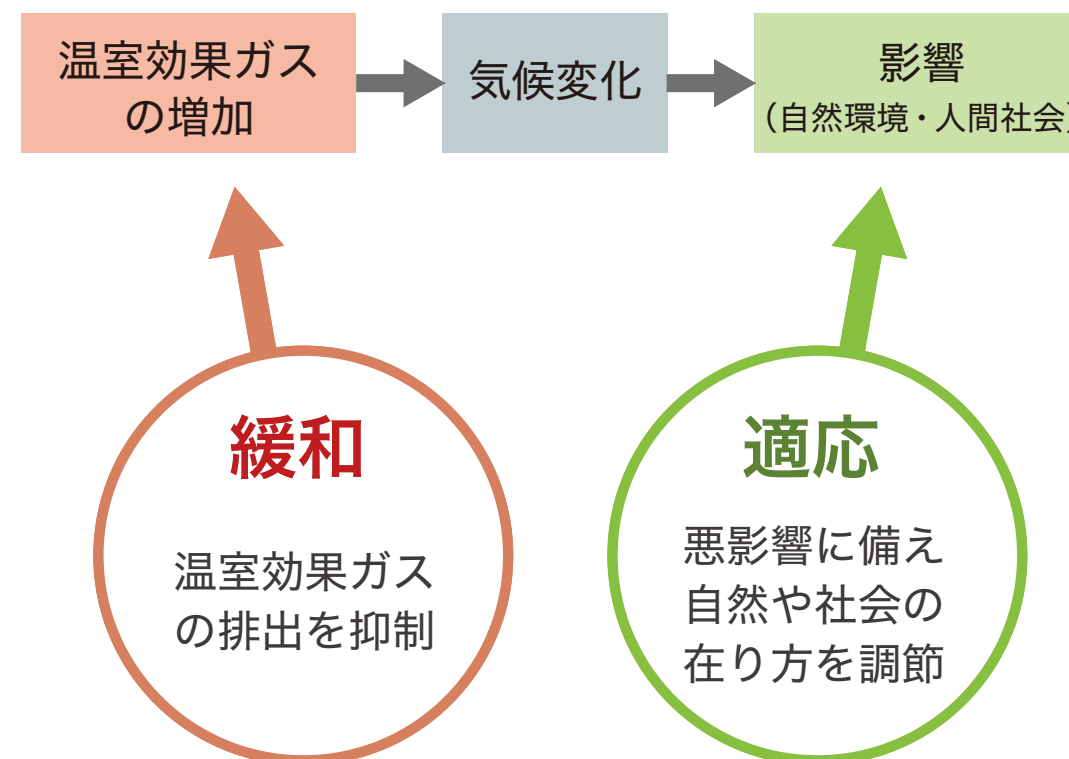 温室効果ガス
の増加
気候変化
影響
(自然環境・人間社会)
緩和
温室効果ガス
の排出を抑制
適応
悪影響に備え
自然や社会の
在り方を調節